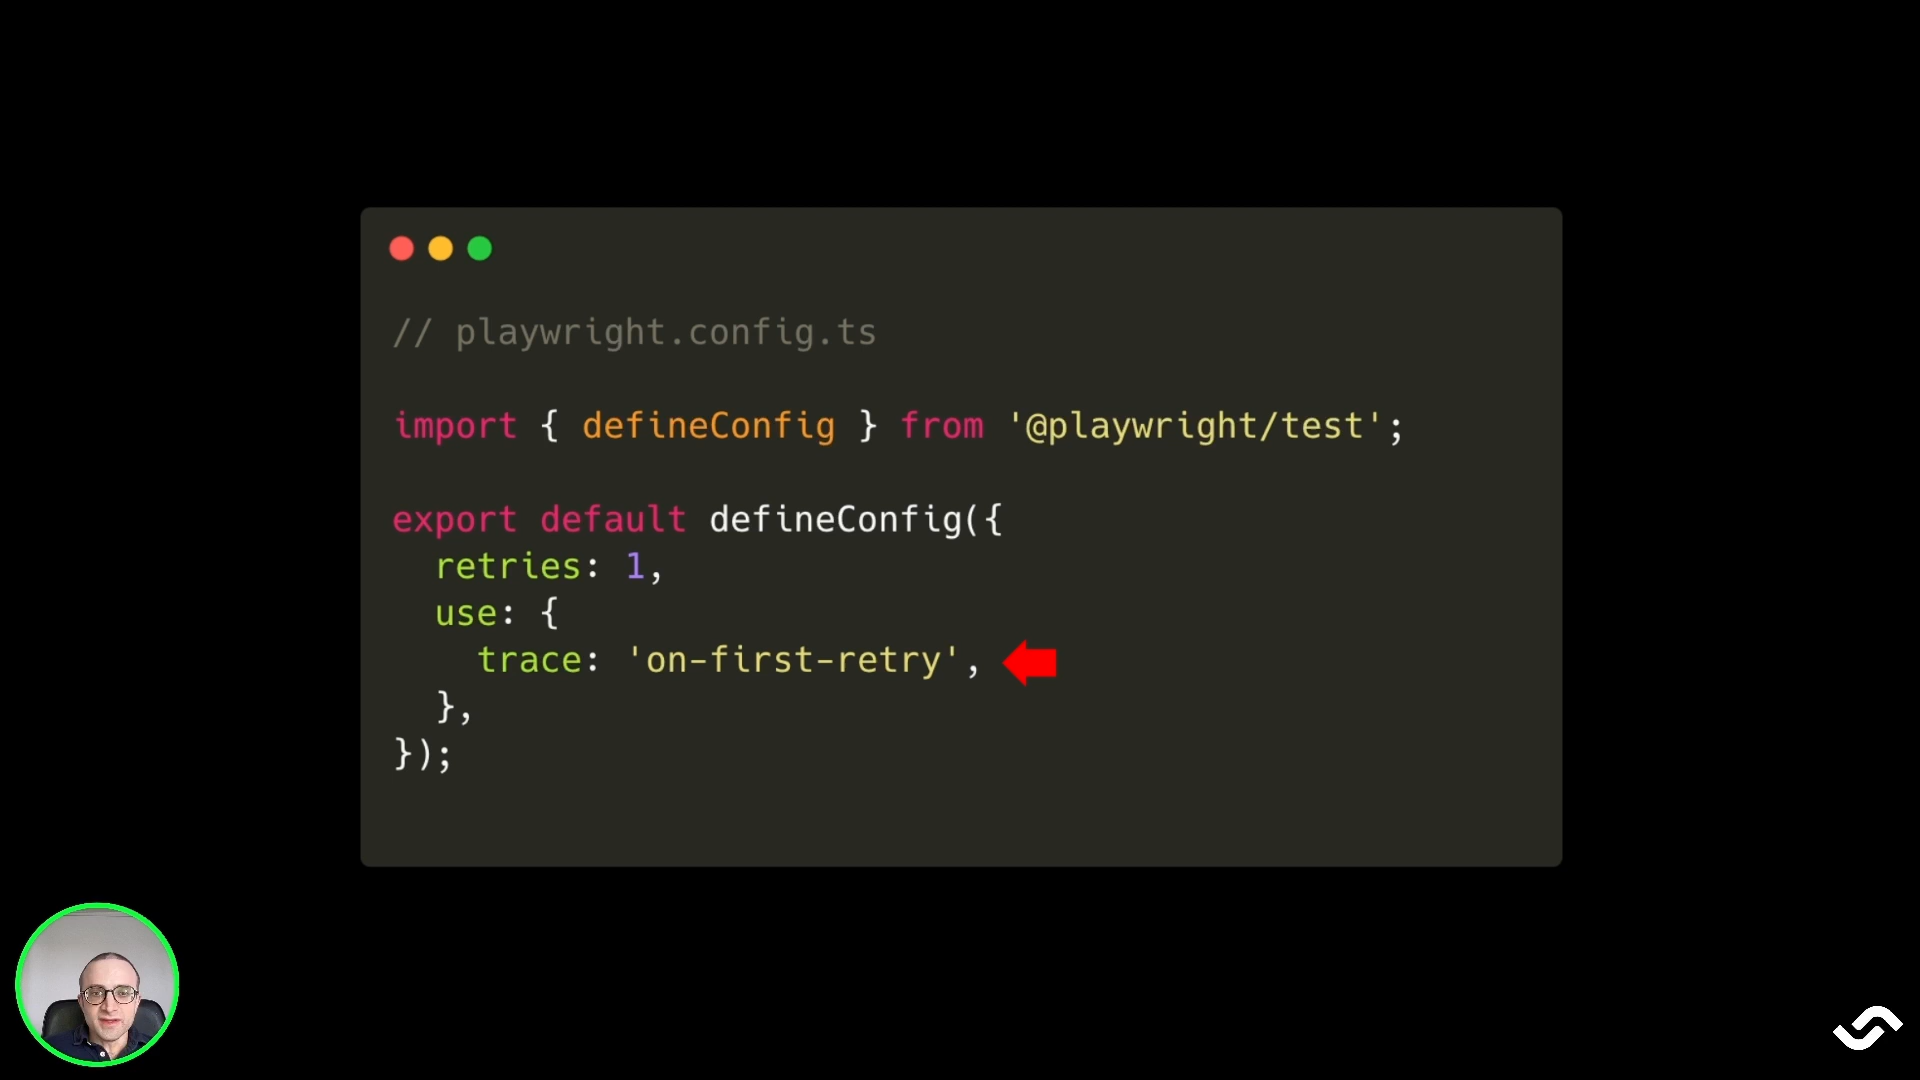 // playwright.config.ts
import { defineConfig } from '@playwright/test';
export default defineConfig({
retries: 1,
use: {
trace: 'on-first-retry',
},
});